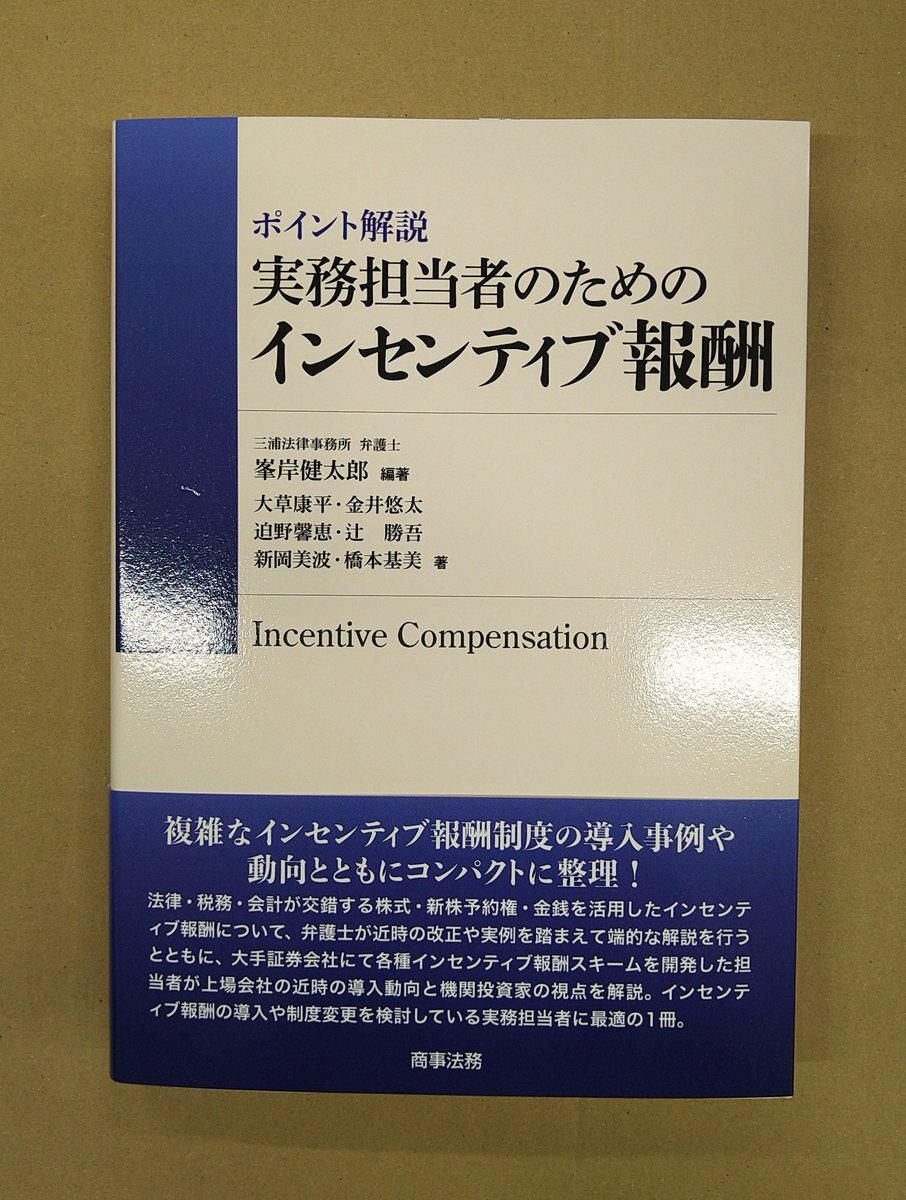 ポイント解説
実務担当者のための
インセンティブ報酬
三浦法律事務所 弁護士
峯岸健太郎 編著
大草康平・金井悠太
迫野馨恵・辻 勝吾
新岡美波・橋本基美 著
Incentive Compensation
複雑なインセンティブ報酬制度の導入事例や
動向とともにコンパクトに整理！
法律・税務・会計が交錯する株式・新株予約権・金銭を活用したインセンテ
ィブ報酬について、弁護士が近時の改正や実例を踏まえて端的な解説を行う
とともに、大手証券会社にて各種インセンティブ報酬スキームを開発した担
当者が上場会社の近時の導入動向と機関投資家の視点を解説。インセンテ
ィブ報酬の導入や制度変更を検討している実務担当者に最適の1冊。
商事法務